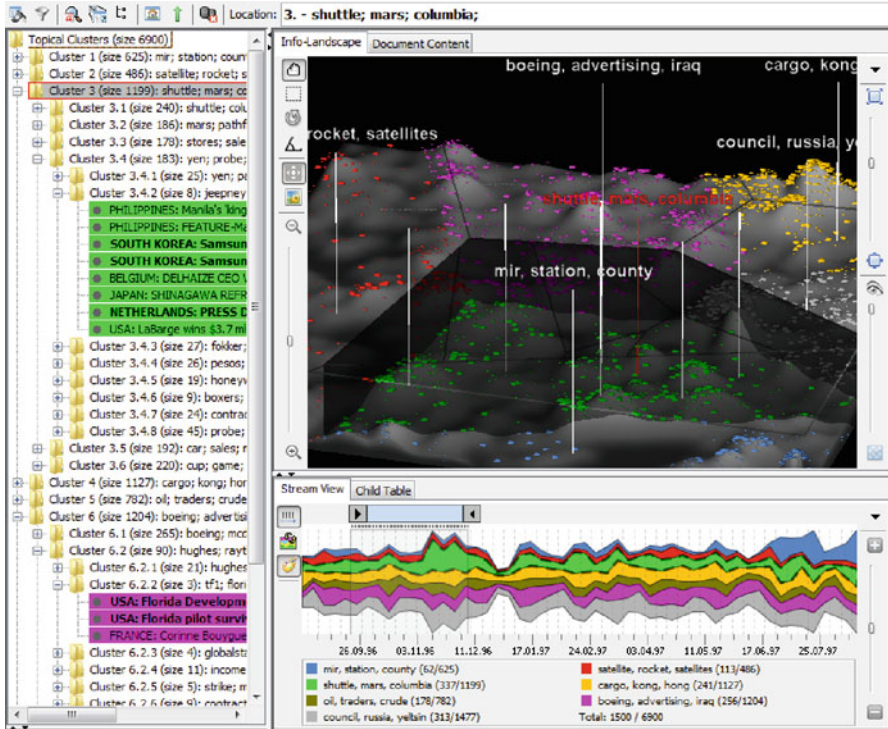 Location: 3. - shuttle; mars; columbia;
Topical Clusters (size 6900)
Cluster 1 (size 625): mir; station; coun
Cluster 2 (size 486): satellite; rocket; s
Cluster 3 (size 1199): shuttle; mars; co
Cluster 3.1 (size 240): shuttle; colu
Cluster 3.2 (size 186): mars; pathf
Cluster 3.3 (size 178): stores; sale
Cluster 3.4 (size 183): yen; probe;
Cluster 3.4.1 (size 25): yen; pa
Cluster 3.4.2 (size 8): jeepney
PHILIPPINES: Manila's 'king
PHILIPPINES: FEATURE-Ma
SOUTH KOREA: Samsun
SOUTH KOREA: Samsun
BELGIUM: DELHAIZE CEO V
JAPAN: SHINAGAWA REFR
NETHERLANDS: PRESS D
USA: LaBarge wins $3.7 mi
Cluster 3.4.3 (size 27): fokker;
Cluster 3.4.4 (size 26): pesos;
Cluster 3.4.5 (size 19): honeyw
Cluster 3.4.6 (size 9): boxers;
Cluster 3.4.7 (size 24): contrac
Cluster 3.4.8 (size 45): probe;
Cluster 3.5 (size 192): car; sales; r
Cluster 3.6 (size 220): cup; game;
Cluster 4 (size 1127): cargo; kong; hor
Cluster 5 (size 782): oil; traders; crude
Cluster 6 (size 1204): boeing; advertisi
Cluster 6.1 (size 265): boeing; mcc
Cluster 6.2 (size 90): hughes; rayt
Cluster 6.2.1 (size 21): hughes
Cluster 6.2.2 (size 3): tf1; flori
USA: Florida Developm
USA: Florida pilot surviv
FRANCE: Corinne Bouygue
Cluster 6.2.3 (size 4): globalsta
Cluster 6.2.4 (size 11): income
Cluster 6.2.5 (size 5): strike; m
Cluster 6.2.6 (size 9): contract
Info-Landscape Document Content
boeing, advertising, iraq
cargo, kong
rocket, satellites
council, russia, ye
shuttle, mars, columbia
mir, station, county
Stream View Child Table
26.09.96 03.11.96 11.12.96 17.01.97 24.02.97 03.04.97 11.05.97 17.06.97 25.07.97
mir, station, county (62/625)
satellite, rocket, satellites (113/486)
shuttle, mars, columbia (337/1199)
cargo, kong, hong (241/1127)
oil, traders, crude (178/782)
boeing, advertising, iraq (256/1204)
council, russia, yeltsin (313/1477)
Total: 1500 / 6900